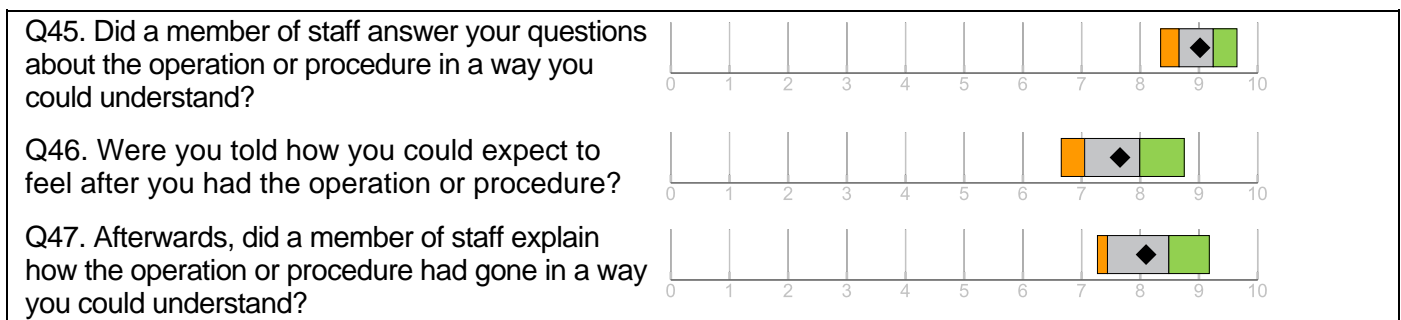 Q45. Did a member of staff answer your questions
about the operation or procedure in a way you
could understand?
0 1 2 3 4 5 6 7 8 9 10
Q46. Were you told how you could expect to
feel after you had the operation or procedure?
0 1 2 3 4 5 6 7 8 9 10
Q47. Afterwards, did a member of staff explain
how the operation or procedure had gone in a way
you could understand?
0 1 2 3 4 5 6 7 8 9 10